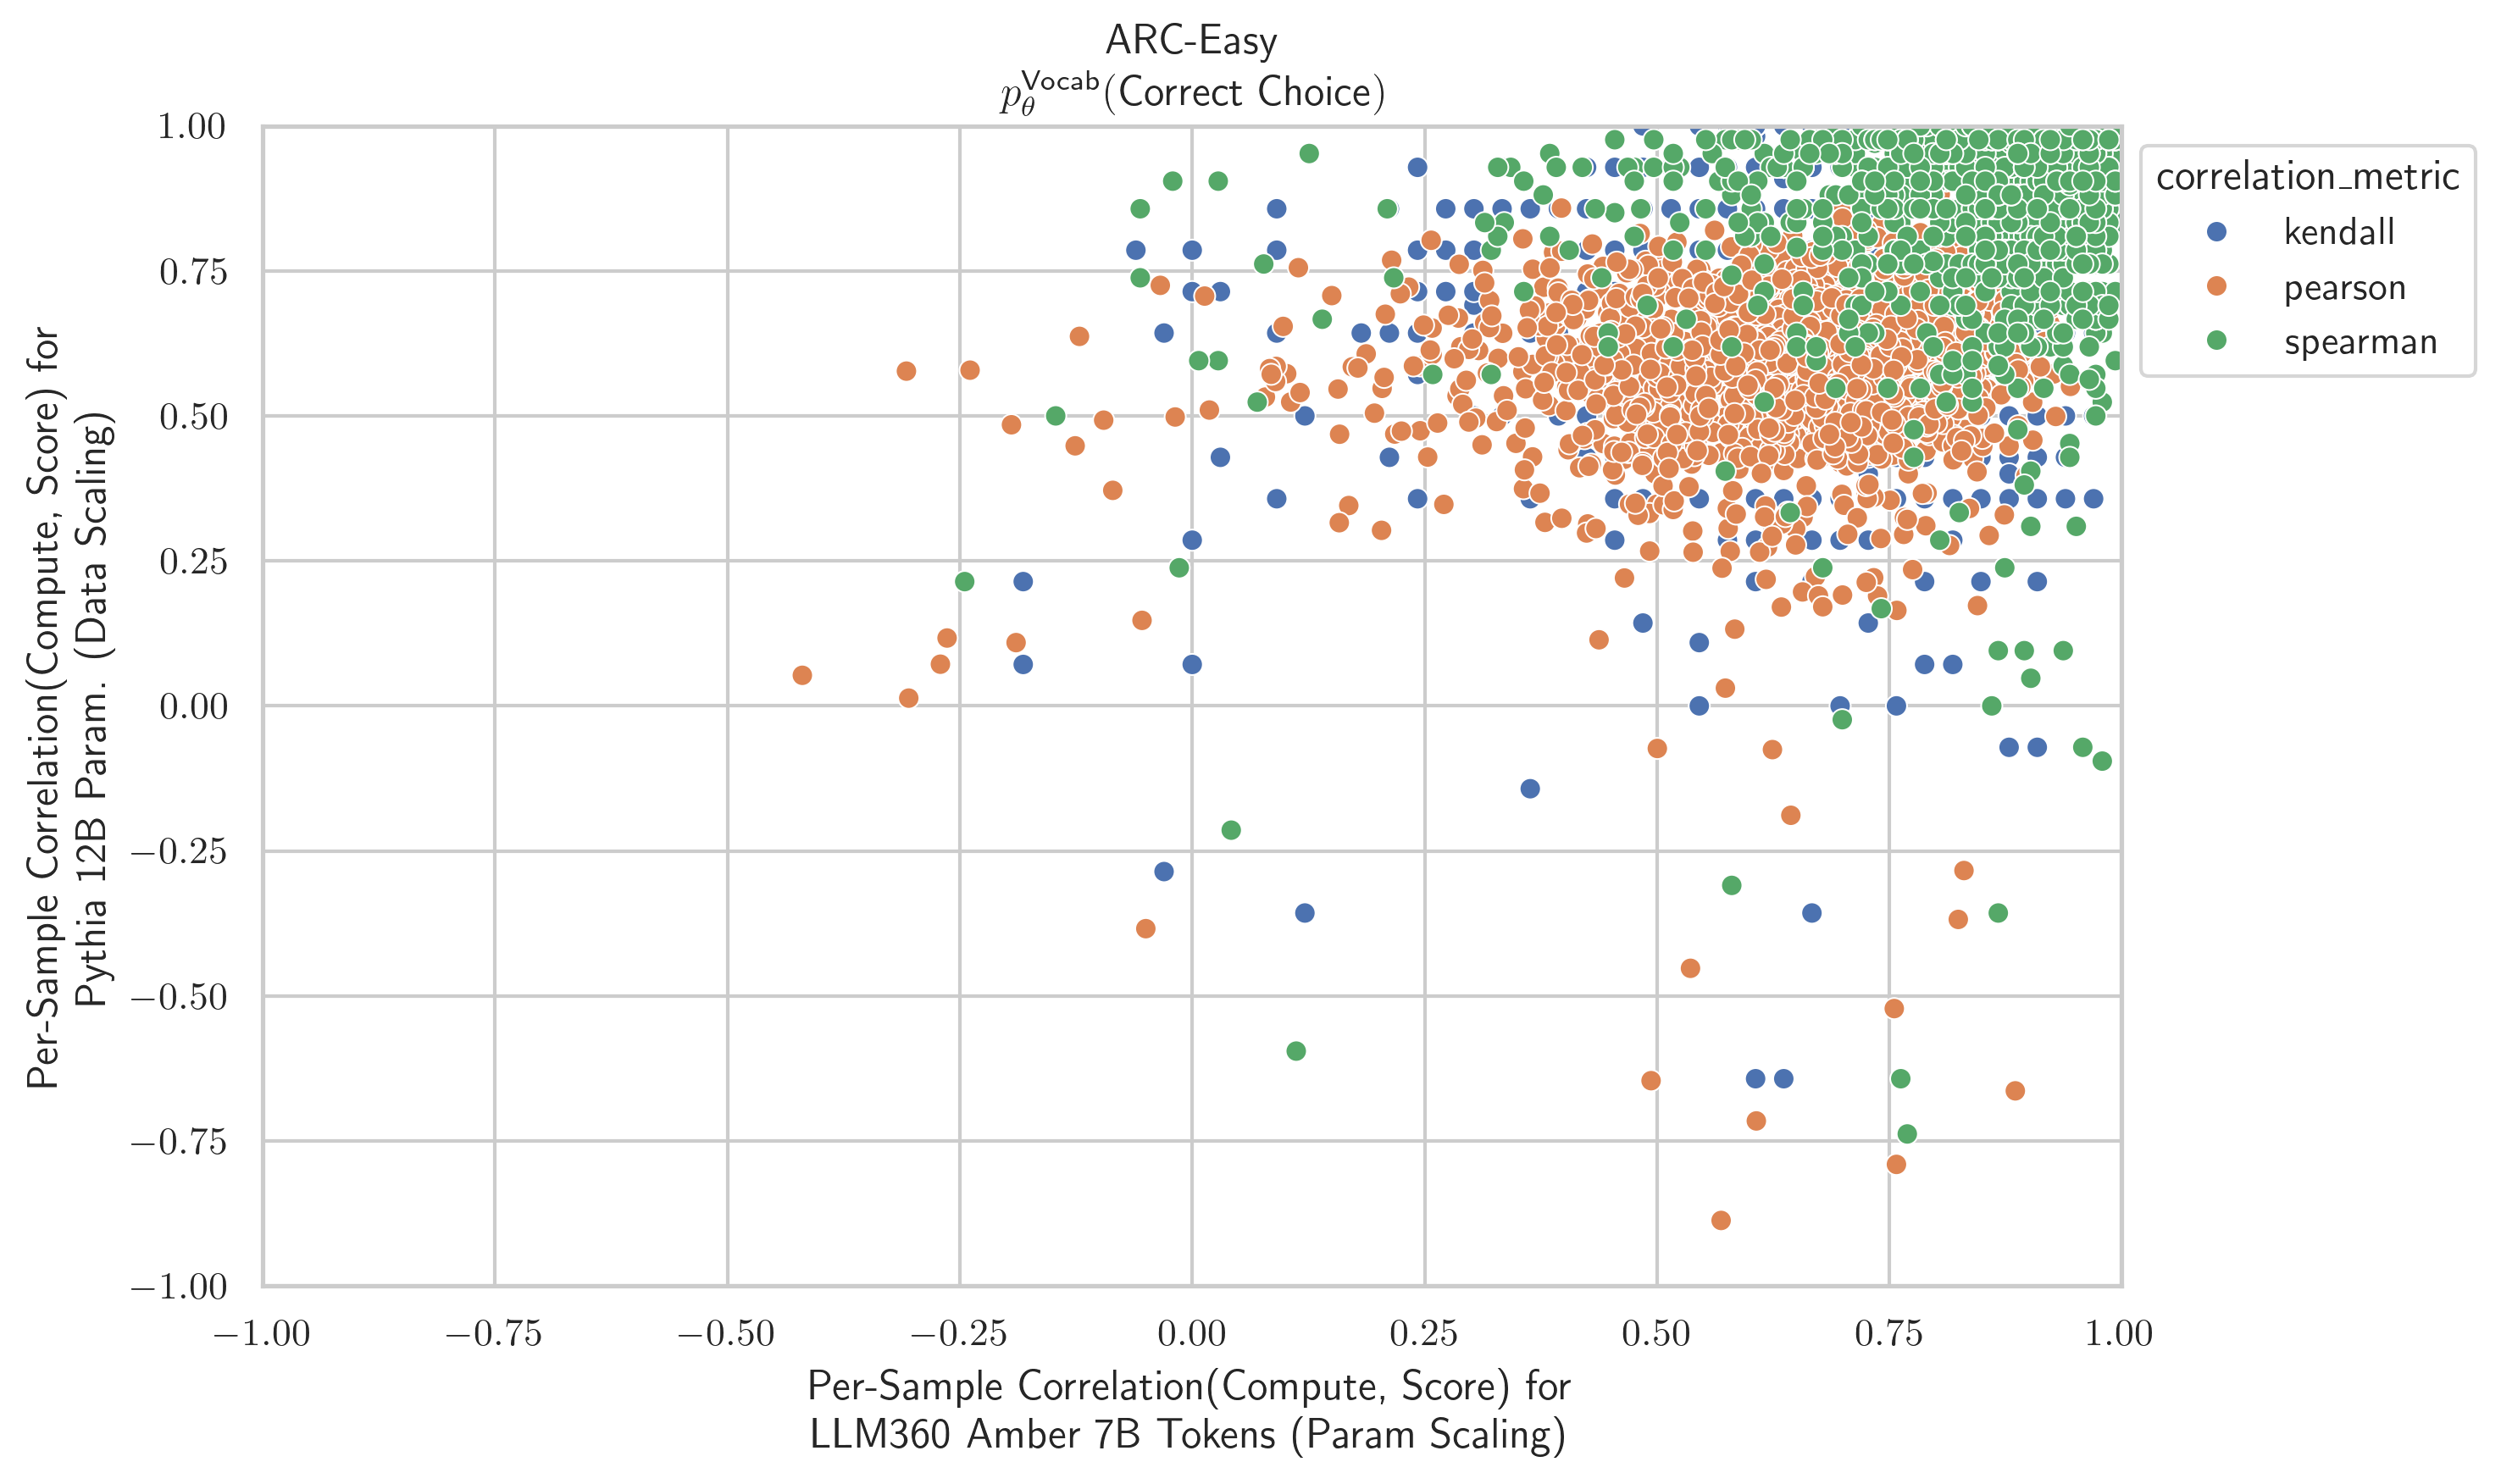 ARC-Easy
p_θ^Vocab(Correct Choice)
1.00
0.75
0.50
0.25
0.00
−0.25
−0.50
−0.75
−1.00
Per-Sample Correlation(Compute, Score) for
Pythia 12B Param. (Data Scaling)
−1.00 −0.75 −0.50 −0.25 0.00 0.25 0.50 0.75 1.00
Per-Sample Correlation(Compute, Score) for
LLM360 Amber 7B Tokens (Param Scaling)
correlation_metric
kendall
pearson
spearman